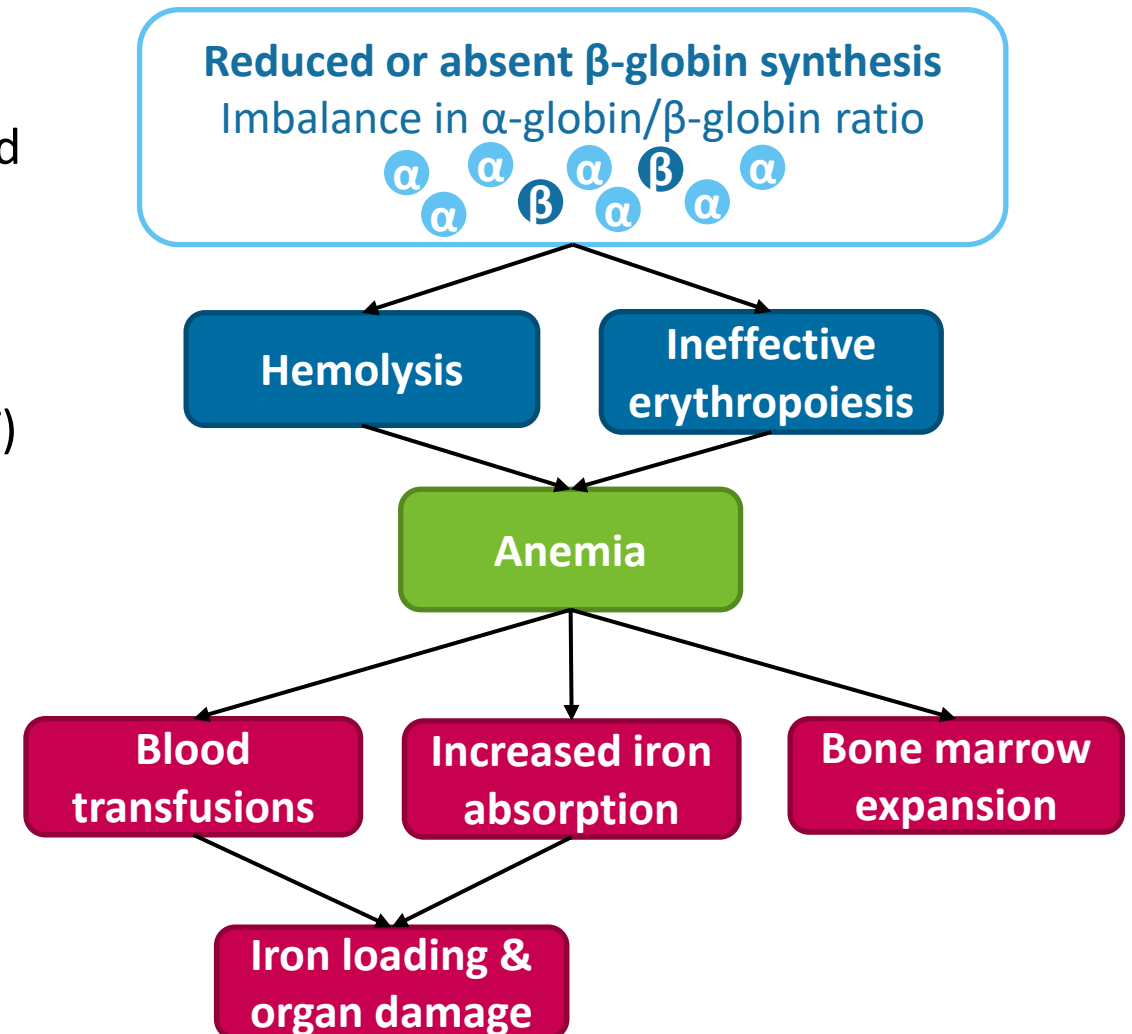 Reduced or absent β-globin synthesis
Imbalance in α-globin/β-globin ratio
d
α α α β α
α β α α
Hemolysis
Ineffective
erythropoiesis
)
Anemia
Blood
transfusions
Increased iron
absorption
Bone marrow
expansion
Iron loading &
organ damage